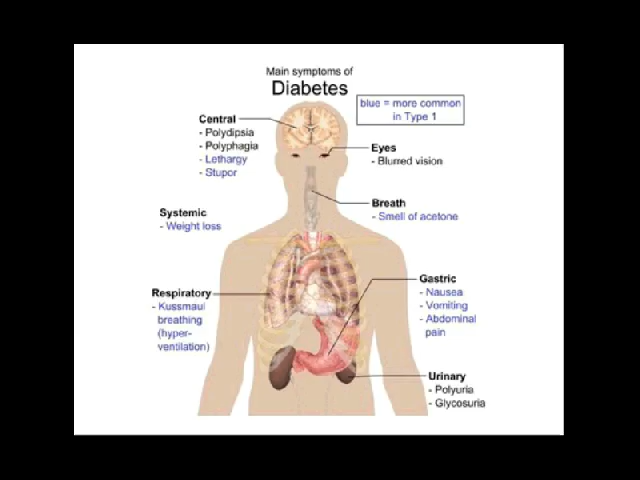 Main symptoms of
Diabetes
blue = more common
in Type 1
Central
- Polydipsia
- Polyphagia
- Lethargy
- Stupor
Eyes
- Blurred vision
Breath
- Smell of acetone
Systemic
- Weight loss
Respiratory
- Kussmaul
breathing
(hyper-
ventilation)
Gastric
- Nausea
- Vomiting
- Abdominal
pain
Urinary
- Polyuria
- Glycosuria